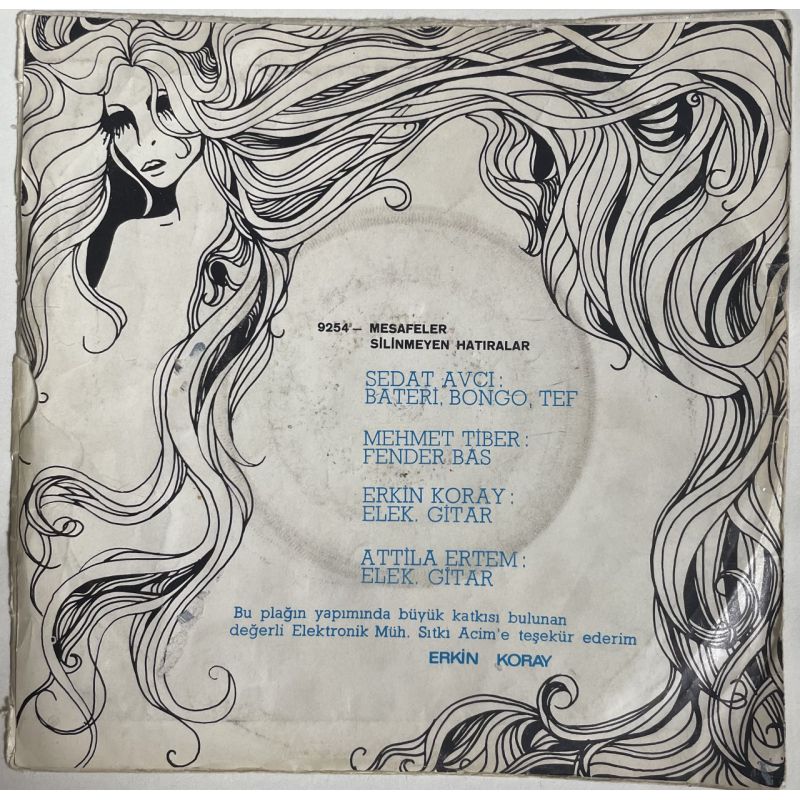 9254 — MESAFELER
SİLİNMEYEN HATIRALAR
SEDAT AVCI :
BATERİ, BONGO, TEF
MEHMET TİBER :
FENDER BAS
ERKİN KORAY :
ELEK. GİTAR
ATTİLA ERTEM :
ELEK. GİTAR
Bu plağın yapımında büyük katkısı bulunan
değerli Elektronik Müh. Sıtkı Acim'e teşekür ederim
ERKİN KORAY